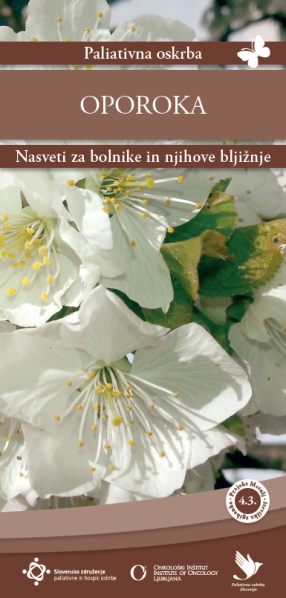 Paliativna oskrba
OPOROKA
Nasveti za bolnike in njihove bljižnje
4.3.
Slovensko združenje
paliativne in hospic oskrbe
ONKOLOŠKI INŠTITUT
INSTITUTE OF ONCOLOGY
LJUBLJANA
paliativna oskrba
Slovenije